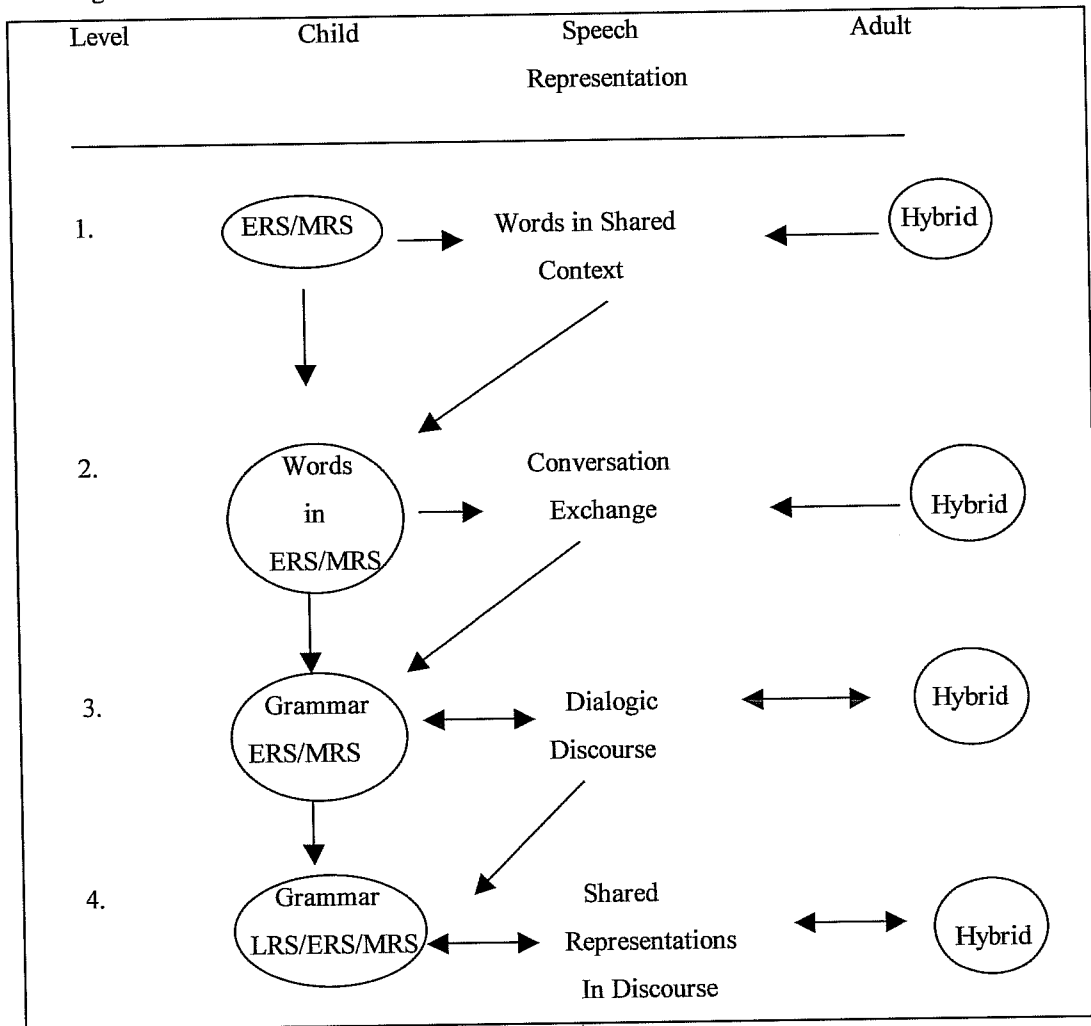 Level Child Speech Adult
Representation
1. ERS/MRS Words in Shared Hybrid
Context
2. Words Conversation
in Exchange Hybrid
ERS/MRS
3. Grammar Dialogic Hybrid
ERS/MRS Discourse
4. Grammar Shared
LRS/ERS/MRS Representations Hybrid
In Discourse